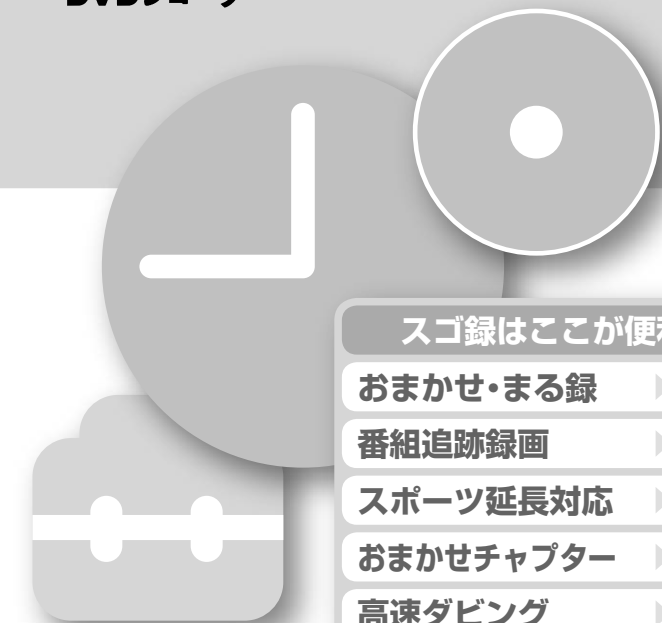 スゴ録はここが便
おまかせ・まる録
番組追跡録画
スポーツ延長対応
おまかせチャプター
高速ダビング